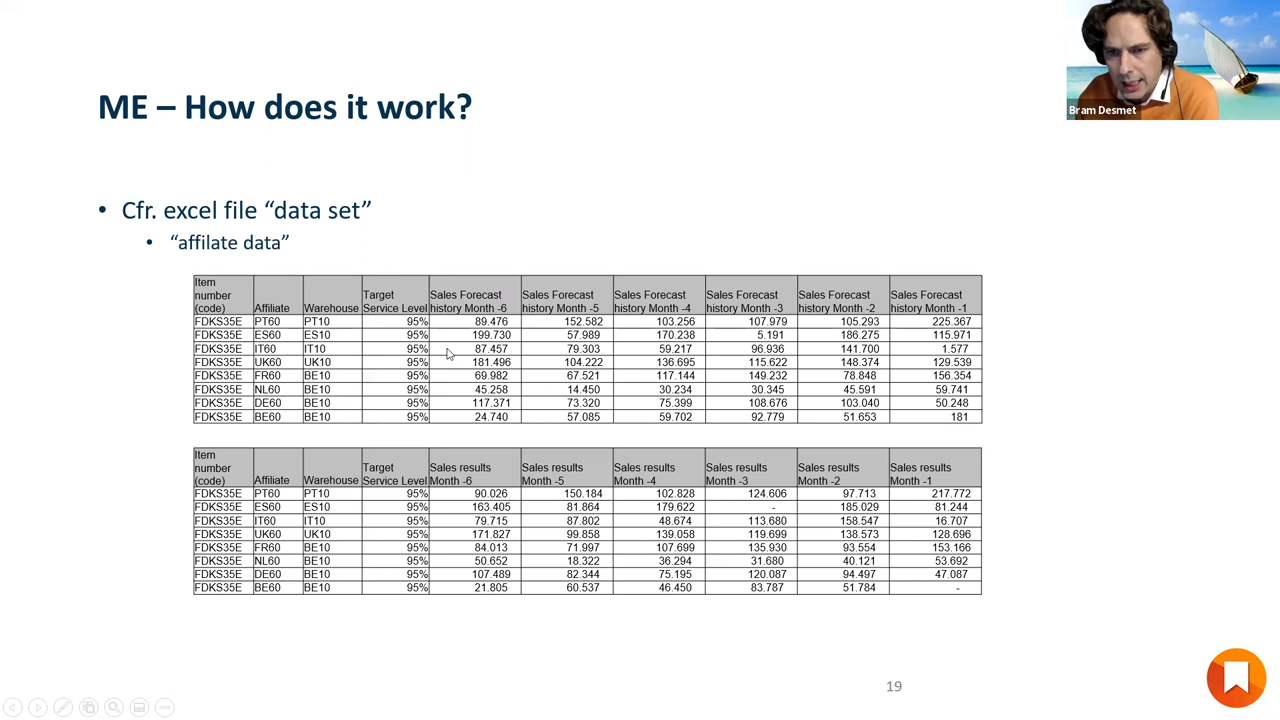 Bram Desmet
ME – How does it work?
• Cfr. excel file “data set”
• “affilate data”
Item number (code) Affiliate Warehouse Target Service Level Sales Forecast history Month -6 Sales Forecast history Month -5 Sales Forecast history Month -4 Sales Forecast history Month -3 Sales Forecast history Month -2 Sales Forecast history Month -1
FDKS35E PT60 PT10 95% 89.476 152.582 103.256 107.979 105.293 225.367
FDKS35E ES60 ES10 95% 199.730 57.989 170.238 5.191 186.275 115.971
FDKS35E IT60 IT10 95% 87.457 79.303 59.217 96.936 141.700 1.577
FDKS35E UK60 UK10 95% 181.496 104.222 136.695 115.622 148.374 129.539
FDKS35E FR60 BE10 95% 69.982 67.521 117.144 149.232 78.848 156.354
FDKS35E NL60 BE10 95% 45.258 14.450 30.234 30.345 45.591 59.741
FDKS35E DE60 BE10 95% 117.371 73.320 75.399 108.676 103.040 50.248
FDKS35E BE60 BE10 95% 24.740 57.085 59.702 92.779 51.653 181
Item number (code) Affiliate Warehouse Target Service Level Sales results Month -6 Sales results Month -5 Sales results Month -4 Sales results Month -3 Sales results Month -2 Sales results Month -1
FDKS35E PT60 PT10 95% 90.026 150.184 102.828 124.606 97.713 217.772
FDKS35E ES60 ES10 95% 163.405 81.864 179.622 - 185.029 81.244
FDKS35E IT60 IT10 95% 79.715 87.802 48.674 113.680 158.547 16.707
FDKS35E UK60 UK10 95% 171.827 99.858 139.058 119.699 138.573 128.696
FDKS35E FR60 BE10 95% 84.013 71.997 107.699 135.930 93.554 153.166
FDKS35E NL60 BE10 95% 50.652 18.322 36.294 31.680 40.121 53.692
FDKS35E DE60 BE10 95% 107.489 82.344 75.195 120.087 94.497 47.087
FDKS35E BE60 BE10 95% 21.805 60.537 46.450 83.787 51.784 -
19